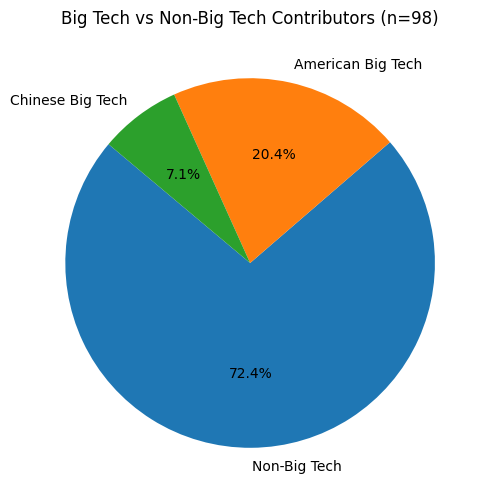 Big Tech vs Non-Big Tech Contributors (n=98)
American Big Tech
Chinese Big Tech
20.4%
7.1%
72.4%
Non-Big Tech